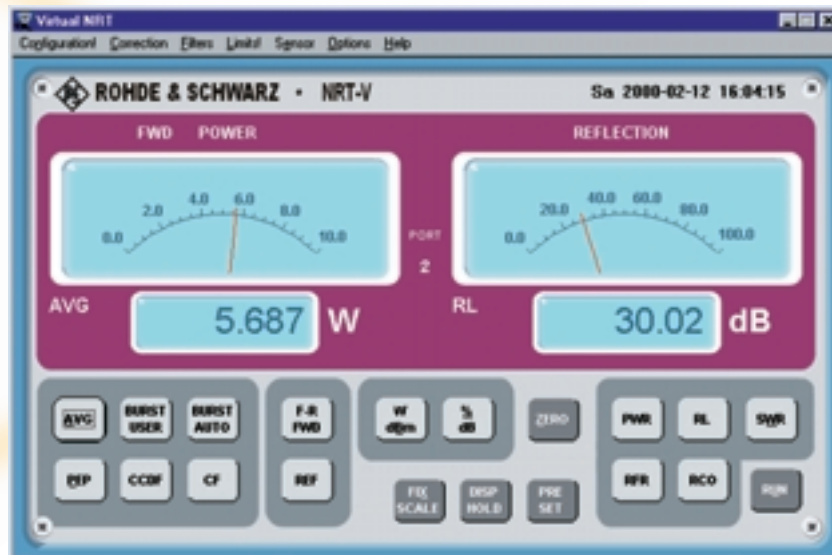 Virtual NRT
Configuration! Correction Filters Limits! Sensor Options Help
ROHDE & SCHWARZ · NRT-V Sa 2000-02-12 16:04:15
FWD POWER REFLECTION
0.0 2.0 4.0 6.0 8.0 10.0
0.0 20.0 40.0 60.0 80.0 100.0
PORT
2
AVG 5.687 W
RL 30.02 dB
AVG BURST USER BURST AUTO F-R FWD W dBm % dB ZERO PWR RL SWR
PEP CCDF CF REF FIX SCALE DISP HOLD PRE SET RFR RCO RUN